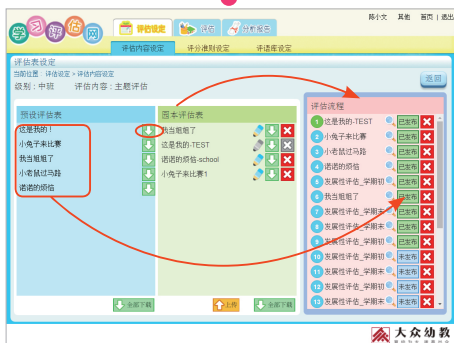 学习评估网
评估设定
评估
分析报告
陈小文 其他 首页 | 退出
评估内容设定 评分准则设定 评语库设定
评估表设定
当前位置：评估设定 > 评估内容设定
级别：中班 评估内容：主题评估
返回
预设评估表
这是我的！
小兔子来比赛
我当姐姐了
小老鼠过马路
诺诺的烦恼
全部下载
园本评估表
我当姐姐了
这是我的-TEST
诺诺的烦恼-school
小兔子来比赛1
上传
全部下载
评估流程
1 这是我的-TEST 已发布
2 小兔子来比赛 已发布
3 小老鼠过马路 已发布
4 诺诺的烦恼 已发布
5 发展性评估_学期初 已发布
6 我当姐姐了 已发布
7 发展性评估_学期末 已发布
8 发展性评估_学期末 已发布
9 发展性评估_学期初 已发布
10 发展性评估_学期初 未发布
11 发展性评估_学期末 未发布
12 发展性评估_学期初 未发布
13 发展性评估_学期末 未发布
大众幼教